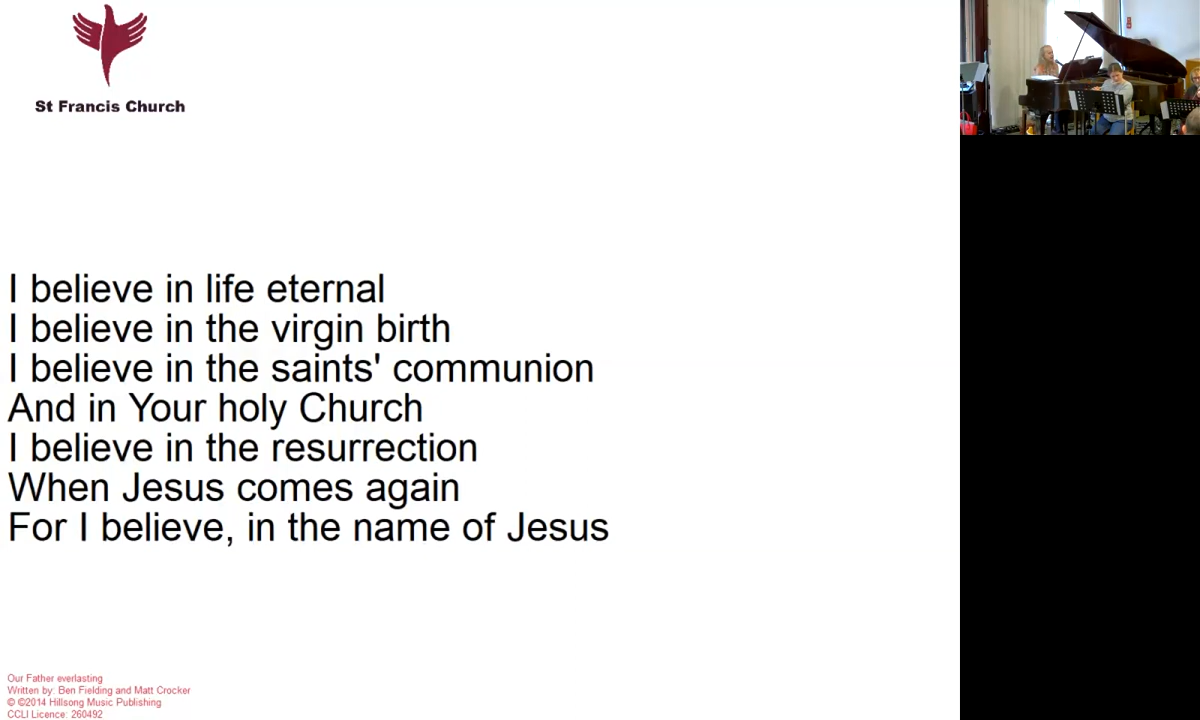 St Francis Church
I believe in life eternal
I believe in the virgin birth
I believe in the saints' communion
And in Your holy Church
I believe in the resurrection
When Jesus comes again
For I believe, in the name of Jesus
Our Father everlasting
Written by: Ben Fielding and Matt Crocker
© ©2014 Hillsong Music Publishing
CCLI Licence: 260492